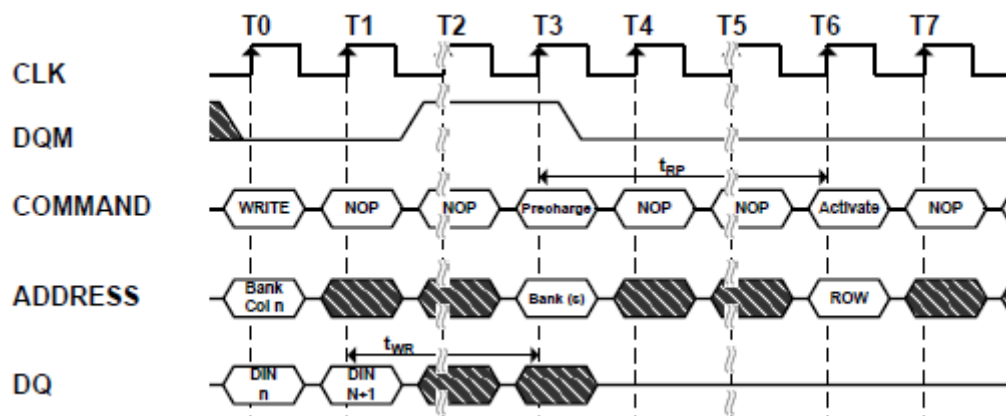 T0 T1 T2 T3 T4 T5 T6 T7
CLK
DQM
tRP
COMMAND WRITE NOP NOP Precharge NOP NOP Activate NOP
ADDRESS Bank Col n Bank (s) ROW
tWR
DQ DIN n DIN N+1